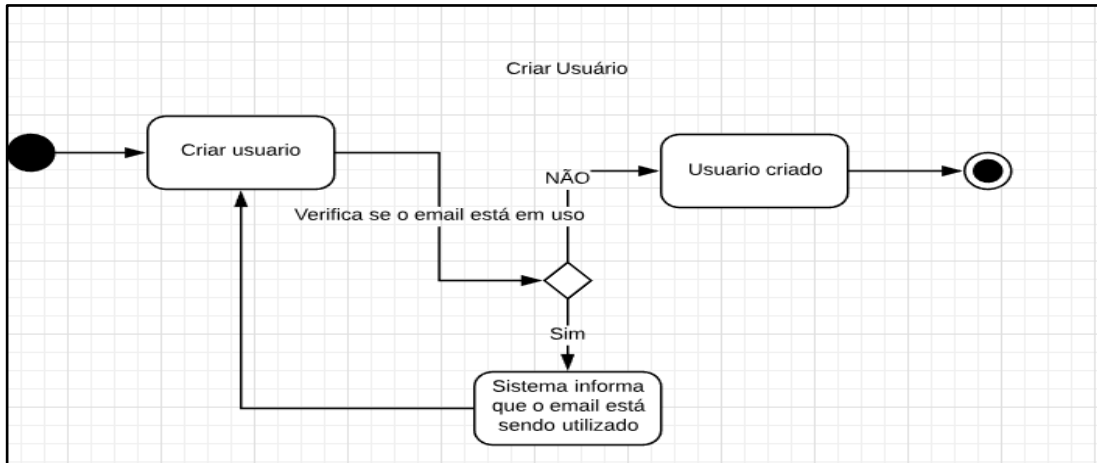 Criar Usuário
Criar usuario
Usuario criado
NÃO
Verifica se o email está em uso
Sim
Sistema informa
que o email está
sendo utilizado